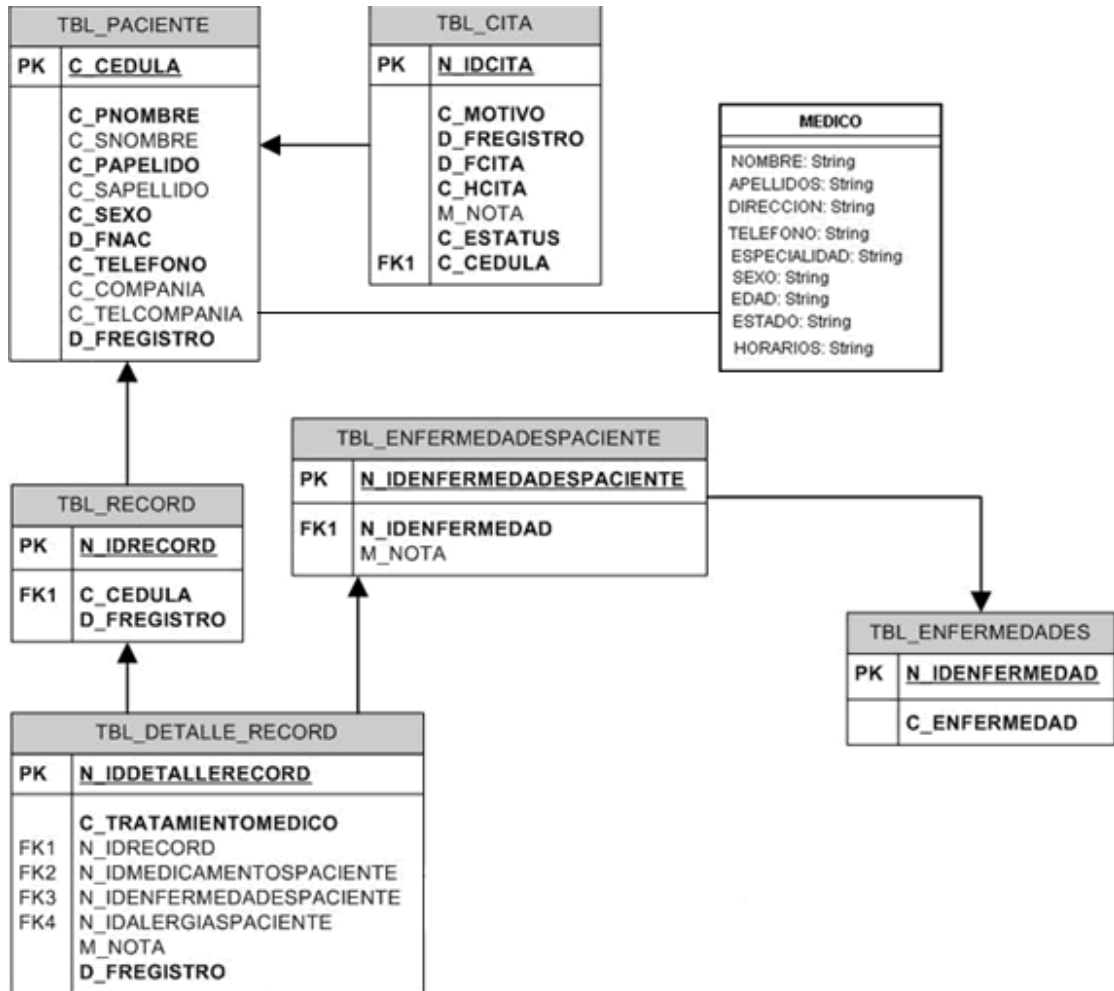 TBL_PACIENTE
PK C_CEDULA
C_PNOMBRE
C_SNOMBRE
C_PAPELIDO
C_SAPELLIDO
C_SEXO
D_FNAC
C_TELEFONO
C_COMPANIA
C_TELCOMPANIA
D_FREGISTRO
TBL_CITA
PK N_IDCITA
C_MOTIVO
D_FREGISTRO
D_FCITA
C_HCITA
M_NOTA
C_ESTATUS
FK1 C_CEDULA
MEDICO
NOMBRE: String
APELLIDOS: String
DIRECCION: String
TELEFONO: String
ESPECIALIDAD: String
SEXO: String
EDAD: String
ESTADO: String
HORARIOS: String
TBL_ENFERMEDADESPACIENTE
PK N_IDENFERMEDADESPACIENTE
FK1 N_IDENFERMEDAD
M_NOTA
TBL_RECORD
PK N_IDRECORD
FK1 C_CEDULA
D_FREGISTRO
TBL_ENFERMEDADES
PK N_IDENFERMEDAD
C_ENFERMEDAD
TBL_DETALLE_RECORD
PK N_IDDETALLERECORD
C_TRATAMIENTOMEDICO
FK1 N_IDRECORD
FK2 N_IDMEDICAMENTOSPACIENTE
FK3 N_IDENFERMEDADESPACIENTE
FK4 N_IDALERGIASPACIENTE
M_NOTA
D_FREGISTRO